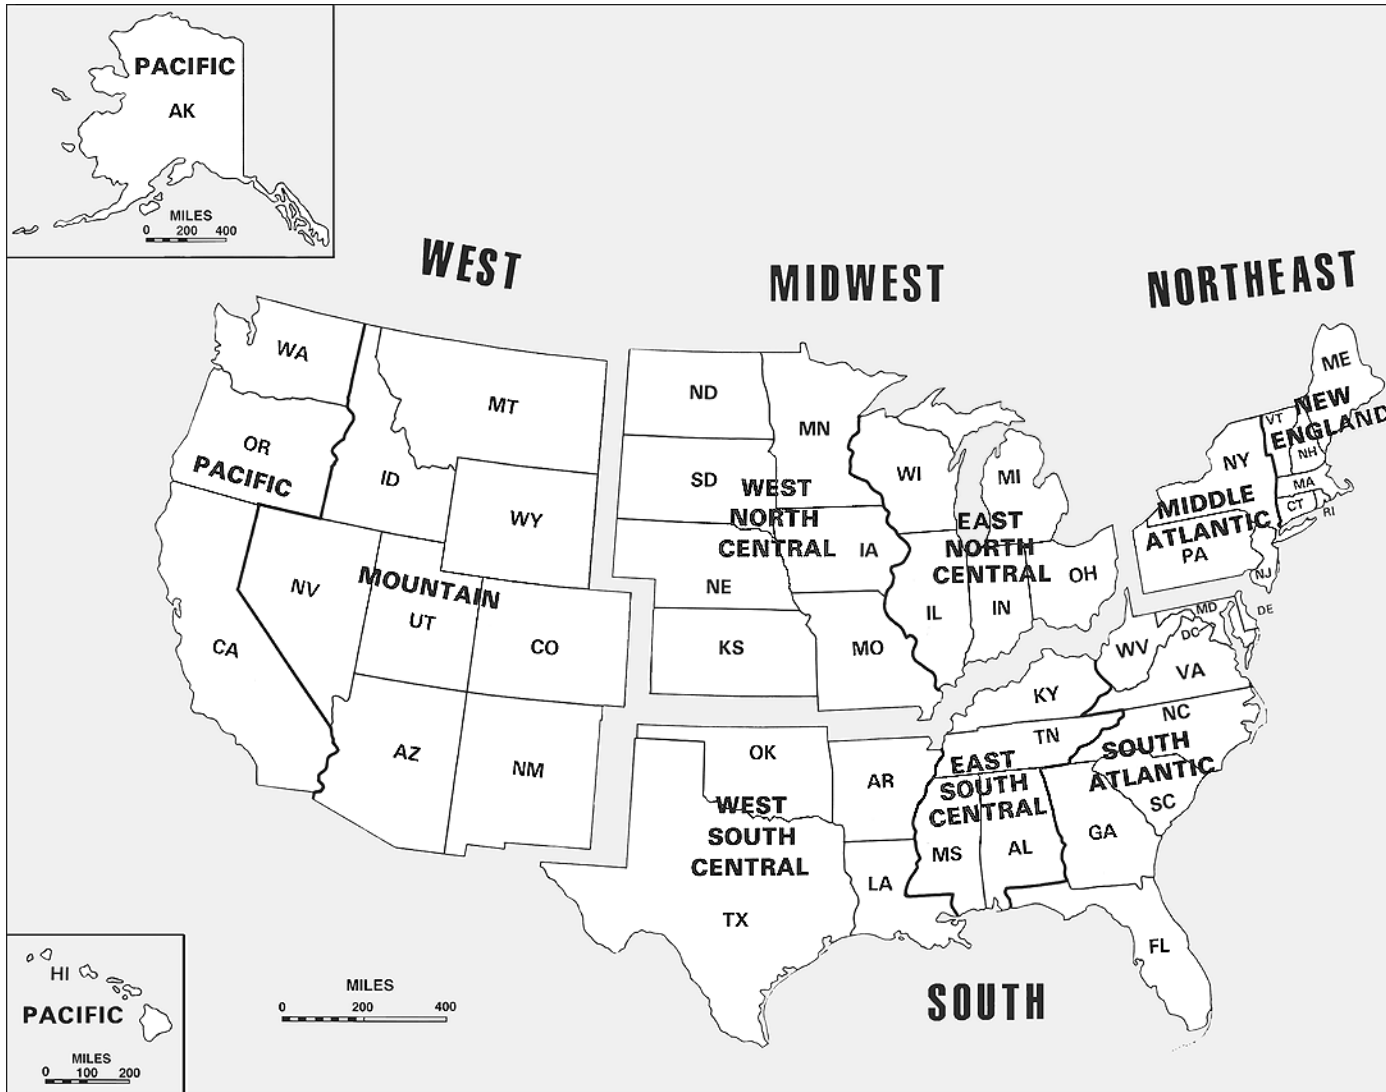 PACIFIC
AK
MILES
0 200 400
WEST
MIDWEST
NORTHEAST
WA
MT
OR
PACIFIC
ID
WY
NV
MOUNTAIN
UT
CA
CO
AZ
NM
ND
MN
SD
WEST
NORTH
CENTRAL
IA
NE
KS
MO
WI
MI
EAST
NORTH
CENTRAL
OH
IL
IN
ME
NEW
ENGLAND
VT
NH
MA
CT
RI
NY
MIDDLE
ATLANTIC
PA
NJ
MD
DE
DC
WV
VA
KY
NC
TN
SOUTH
ATLANTIC
SC
GA
FL
EAST
SOUTH
CENTRAL
MS
AL
OK
AR
WEST
SOUTH
CENTRAL
LA
TX
SOUTH
HI
PACIFIC
MILES
0 100 200
MILES
0 200 400